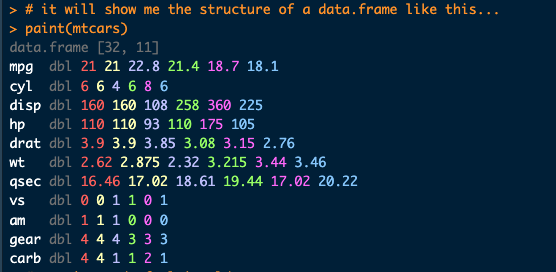 > # it will show me the structure of a data.frame like this...
> paint(mtcars)
data.frame [32, 11]
mpg dbl 21 21 22.8 21.4 18.7 18.1
cyl dbl 6 6 4 6 8 6
disp dbl 160 160 108 258 360 225
hp dbl 110 110 93 110 175 105
drat dbl 3.9 3.9 3.85 3.08 3.15 2.76
wt dbl 2.62 2.875 2.32 3.215 3.44 3.46
qsec dbl 16.46 17.02 18.61 19.44 17.02 20.22
vs dbl 0 0 1 1 0 1
am dbl 1 1 1 0 0 0
gear dbl 4 4 4 3 3 3
carb dbl 4 4 1 1 2 1